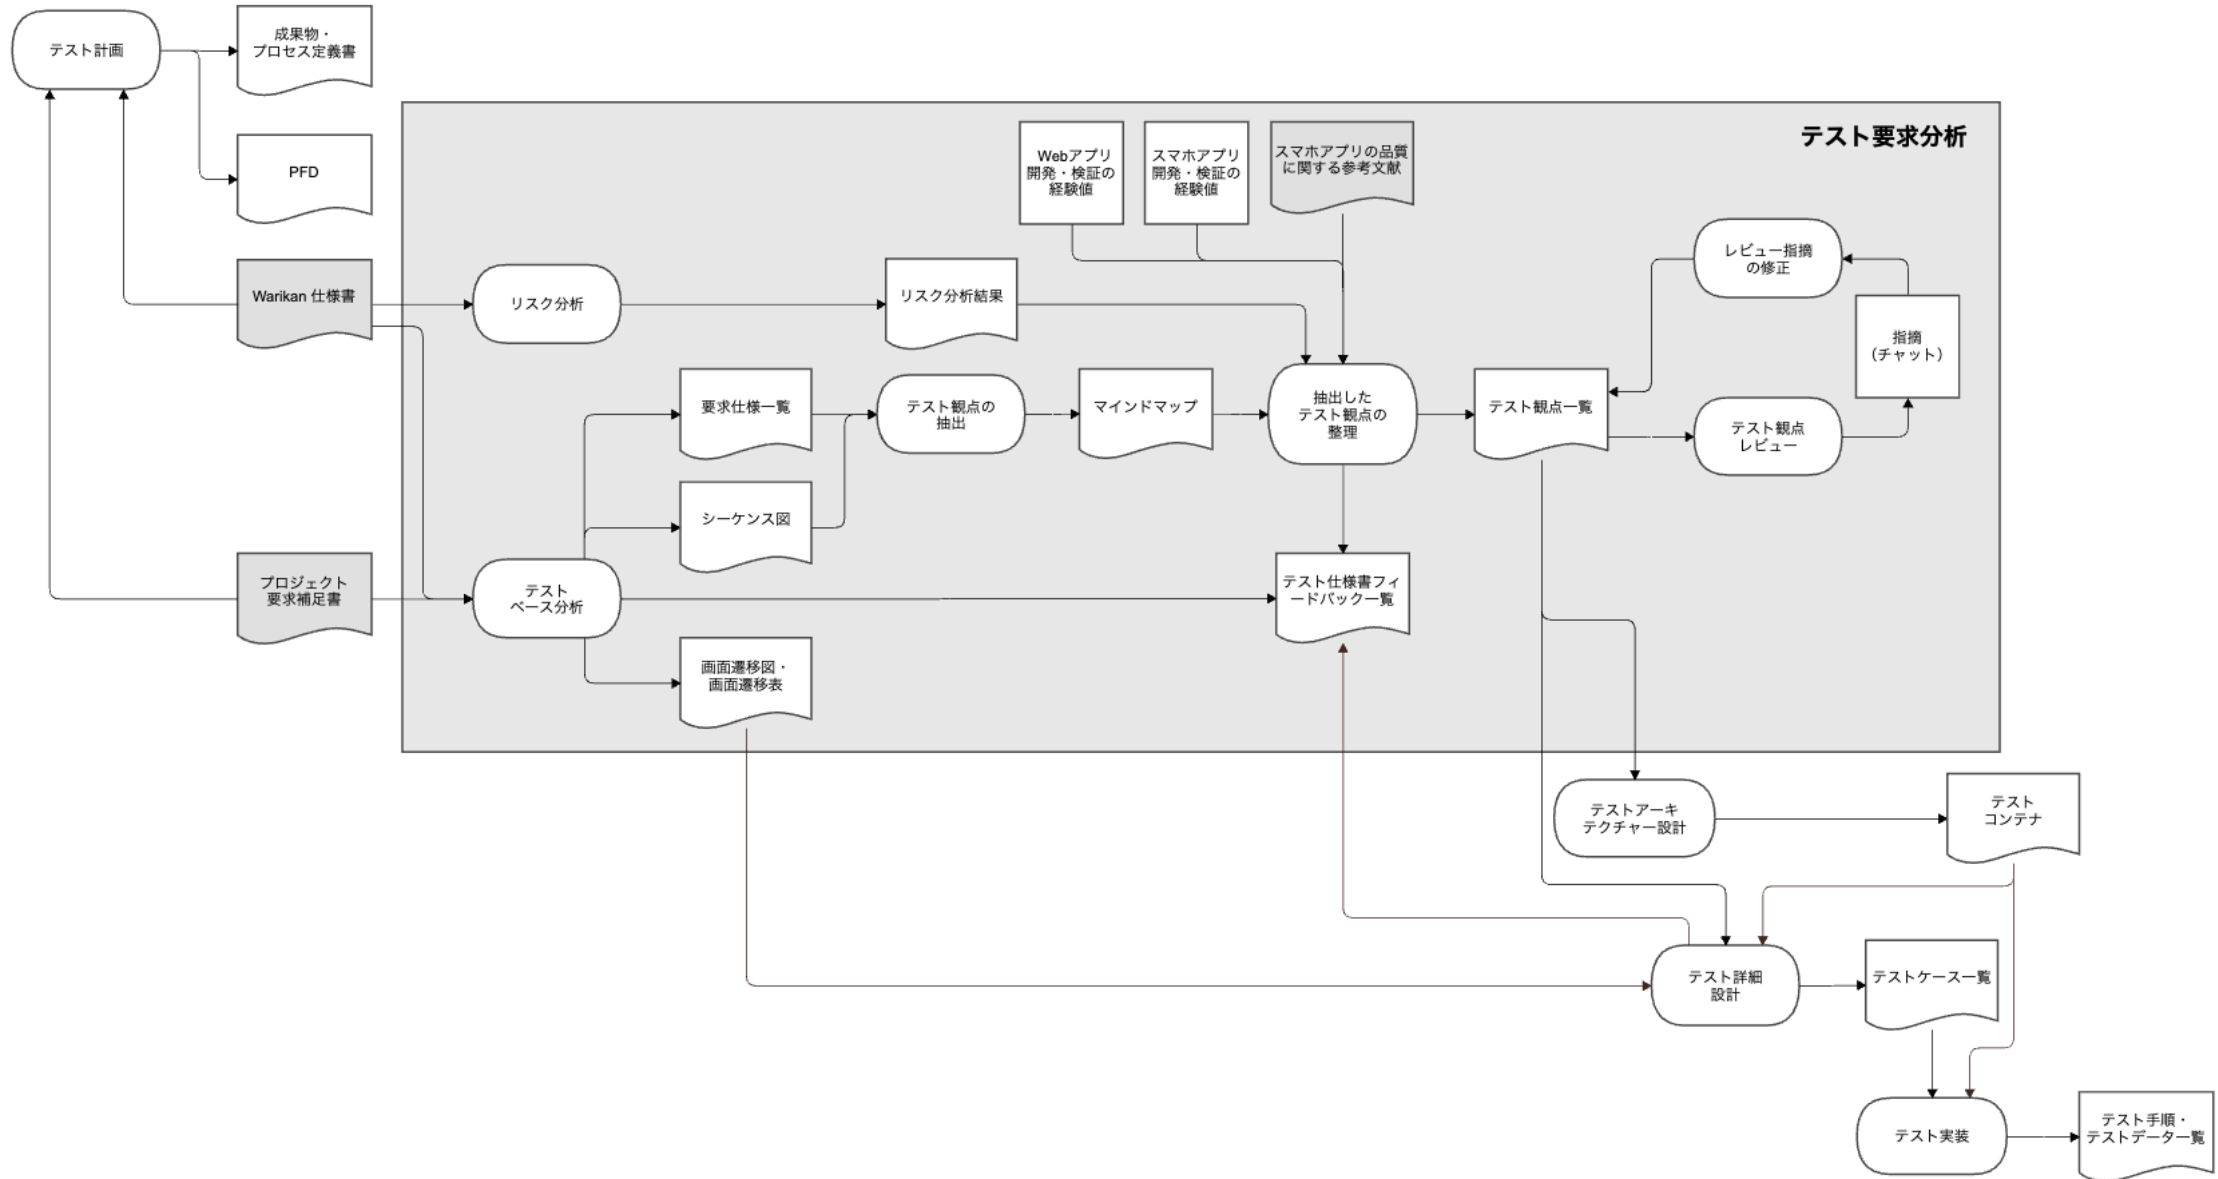 テスト計画
成果物・
プロセス定義書
PFD
テスト要求分析
Webアプリ
開発・検証の
経験値
スマホアプリ
開発・検証の
経験値
スマホアプリの品質
に関する参考文献
レビュー指摘
の修正
Warikan 仕様書
リスク分析
リスク分析結果
指摘
（チャット）
要求仕様一覧
テスト観点の
抽出
マインドマップ
抽出した
テスト観点の
整理
テスト観点一覧
テスト観点
レビュー
シーケンス図
プロジェクト
要求補足書
テスト
ベース分析
テスト仕様書フィ
ードバック一覧
画面遷移図・
画面遷移表
テストアーキ
テクチャー設計
テスト
コンテナ
テスト詳細
設計
テストケース一覧
テスト実装
テスト手順・
テストデータ一覧